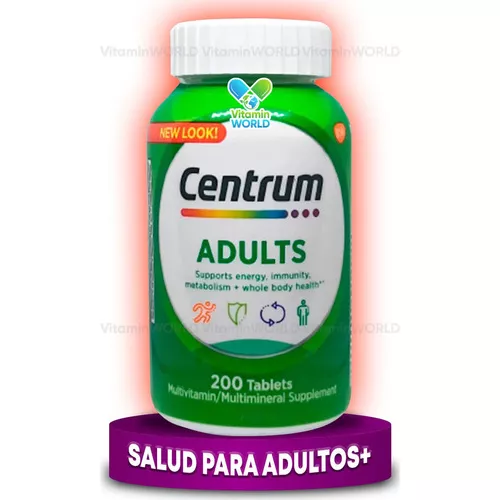 VitaminWORLD VitaminWORLD VitaminWORLD
Vitamin
WORLD
NEW LOOK!
Centrum
ADULTS
Supports energy, immunity,
metabolism + whole body health*^
VitaminWORLD VitaminWORLD
200 Tablets
Multivitamin/Multimineral Supplement
SALUD PARA ADULTOS+